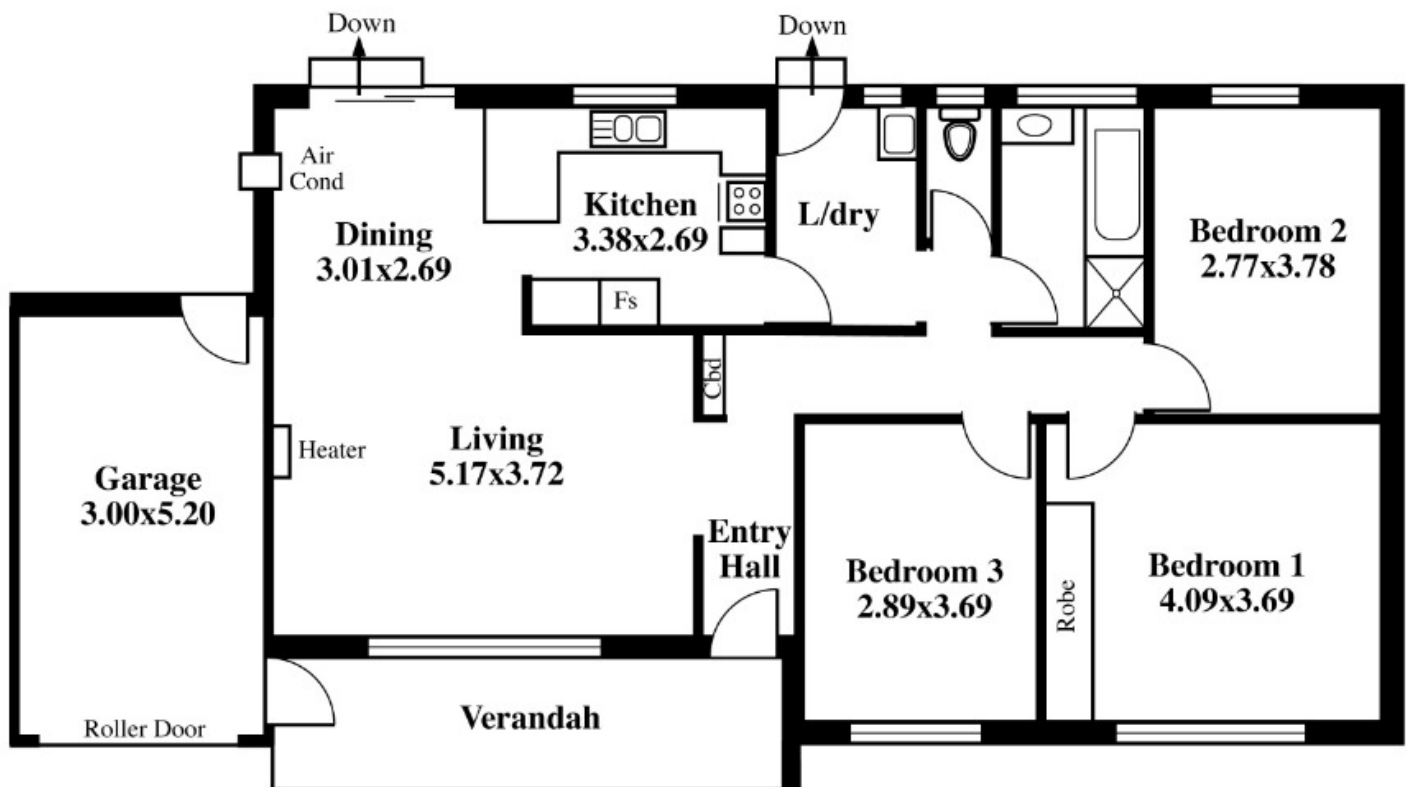 Down
Down
Air
Cond
Dining
3.01x2.69
Kitchen
3.38x2.69
L/dry
Bedroom 2
2.77x3.78
Fs
Cbd
Living
5.17x3.72
Heater
Garage
3.00x5.20
Entry
Hall
Bedroom 3
2.89x3.69
Robe
Bedroom 1
4.09x3.69
Verandah
Roller Door